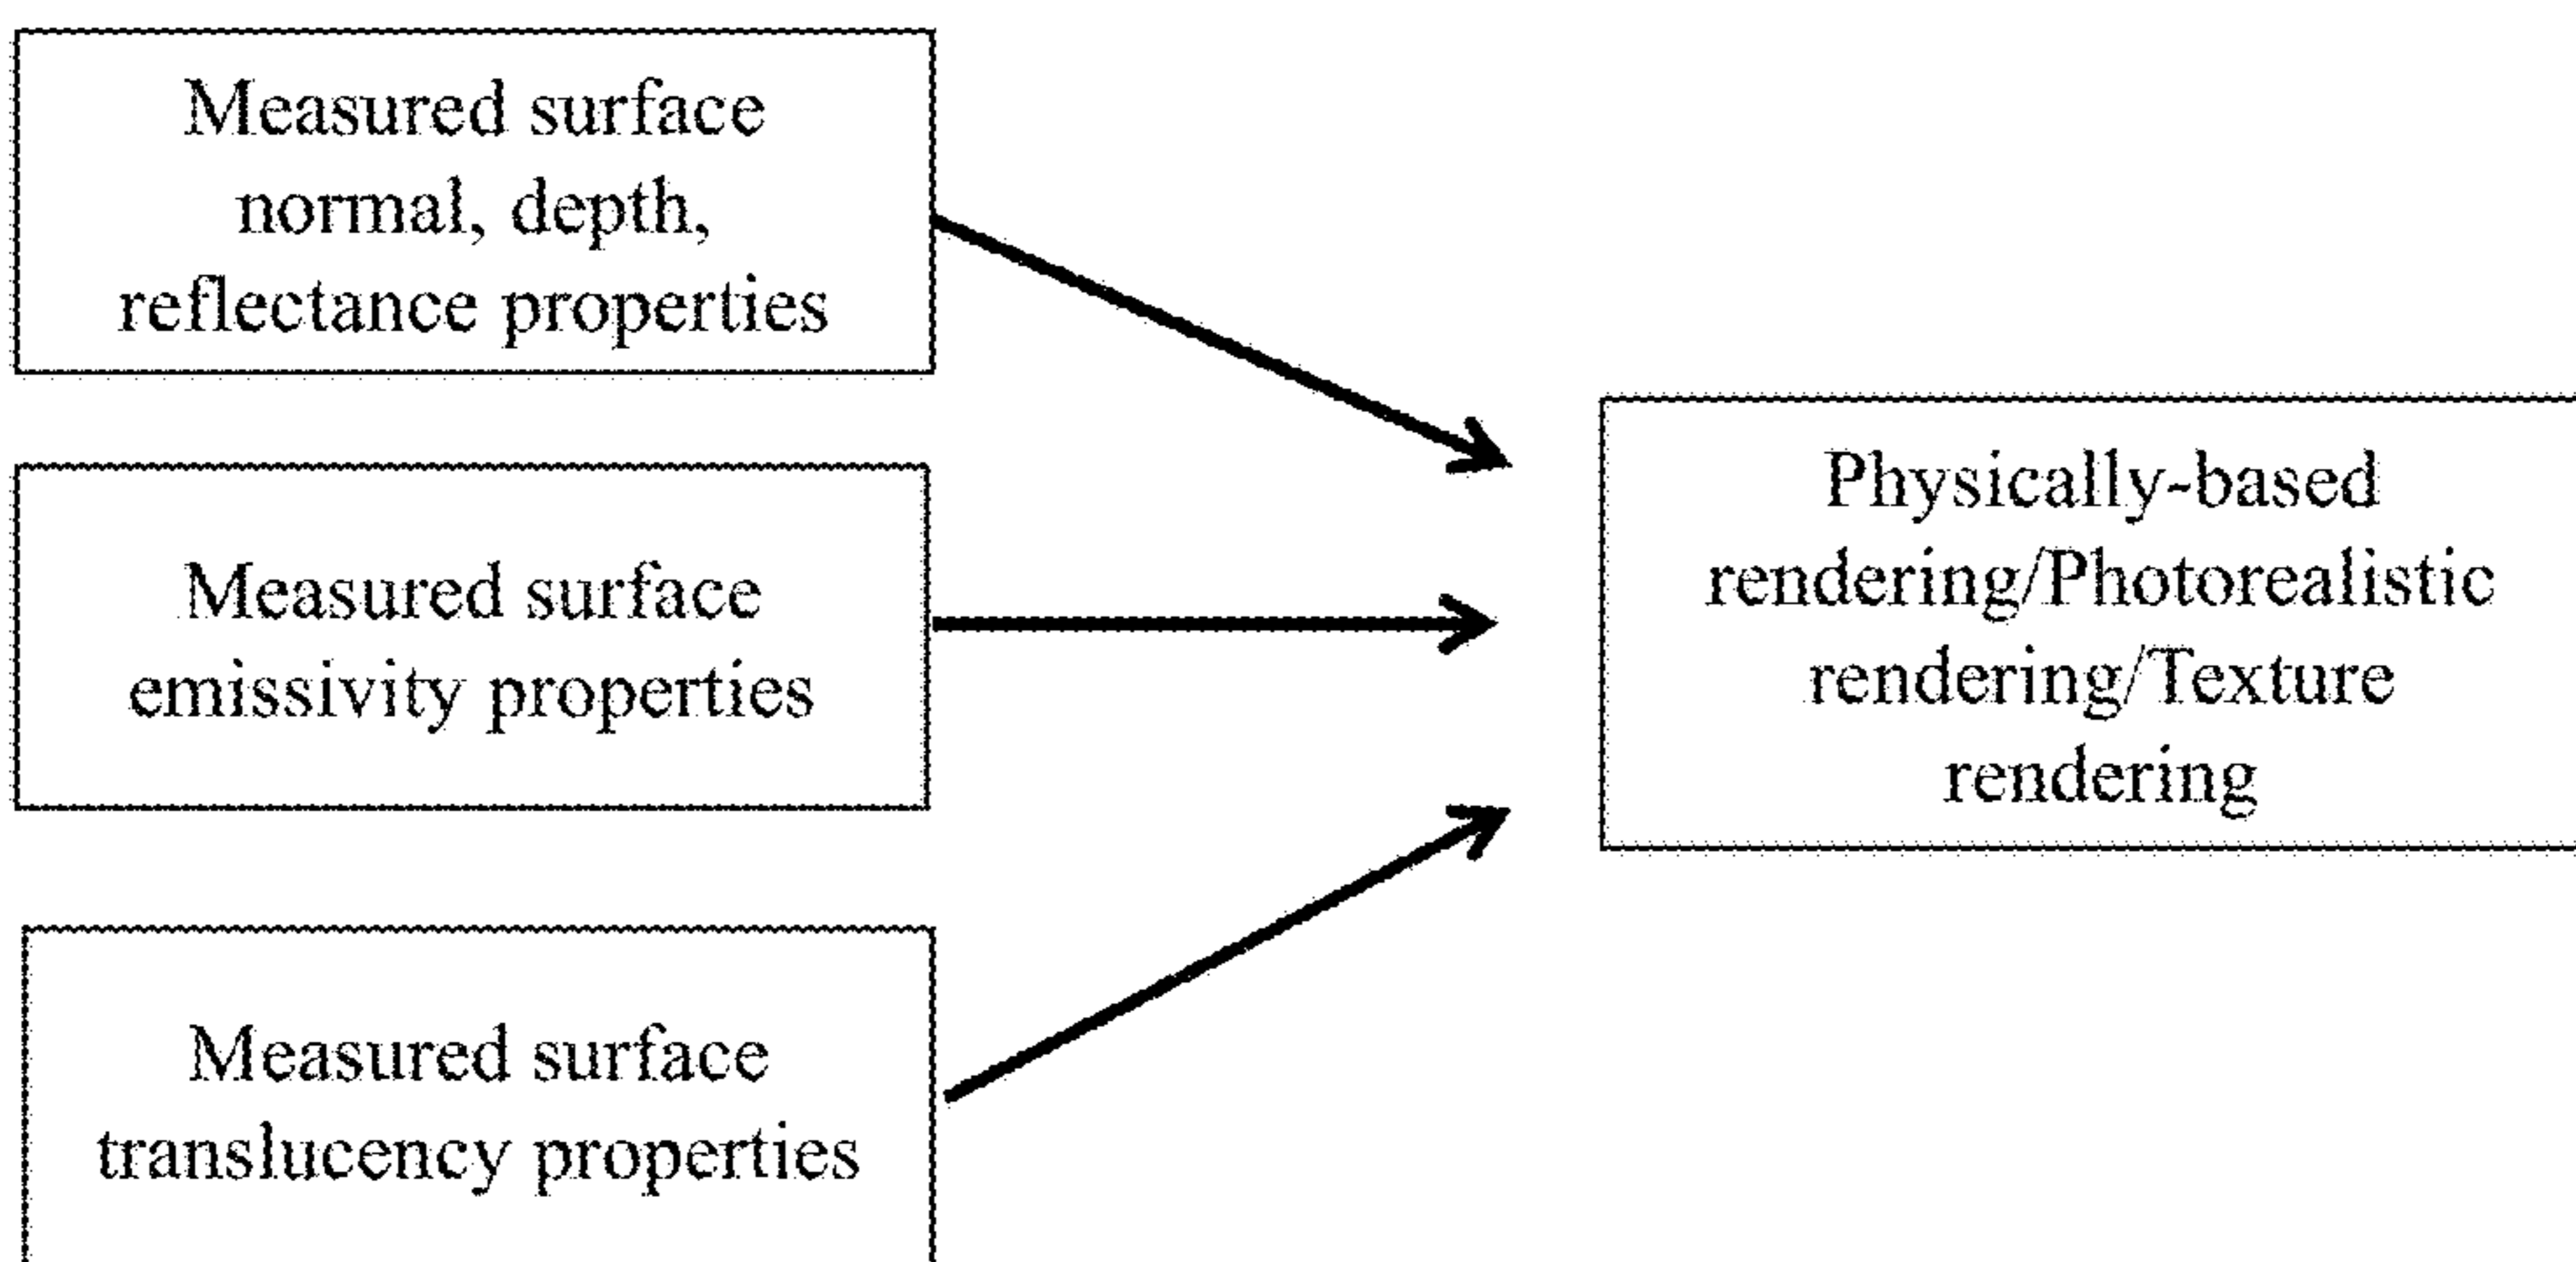 Measured surface
normal, depth,
reflectance properties
Measured surface
emissivity properties
Measured surface
translucency properties
Physically-based
rendering/Photorealistic
rendering/Texture
rendering